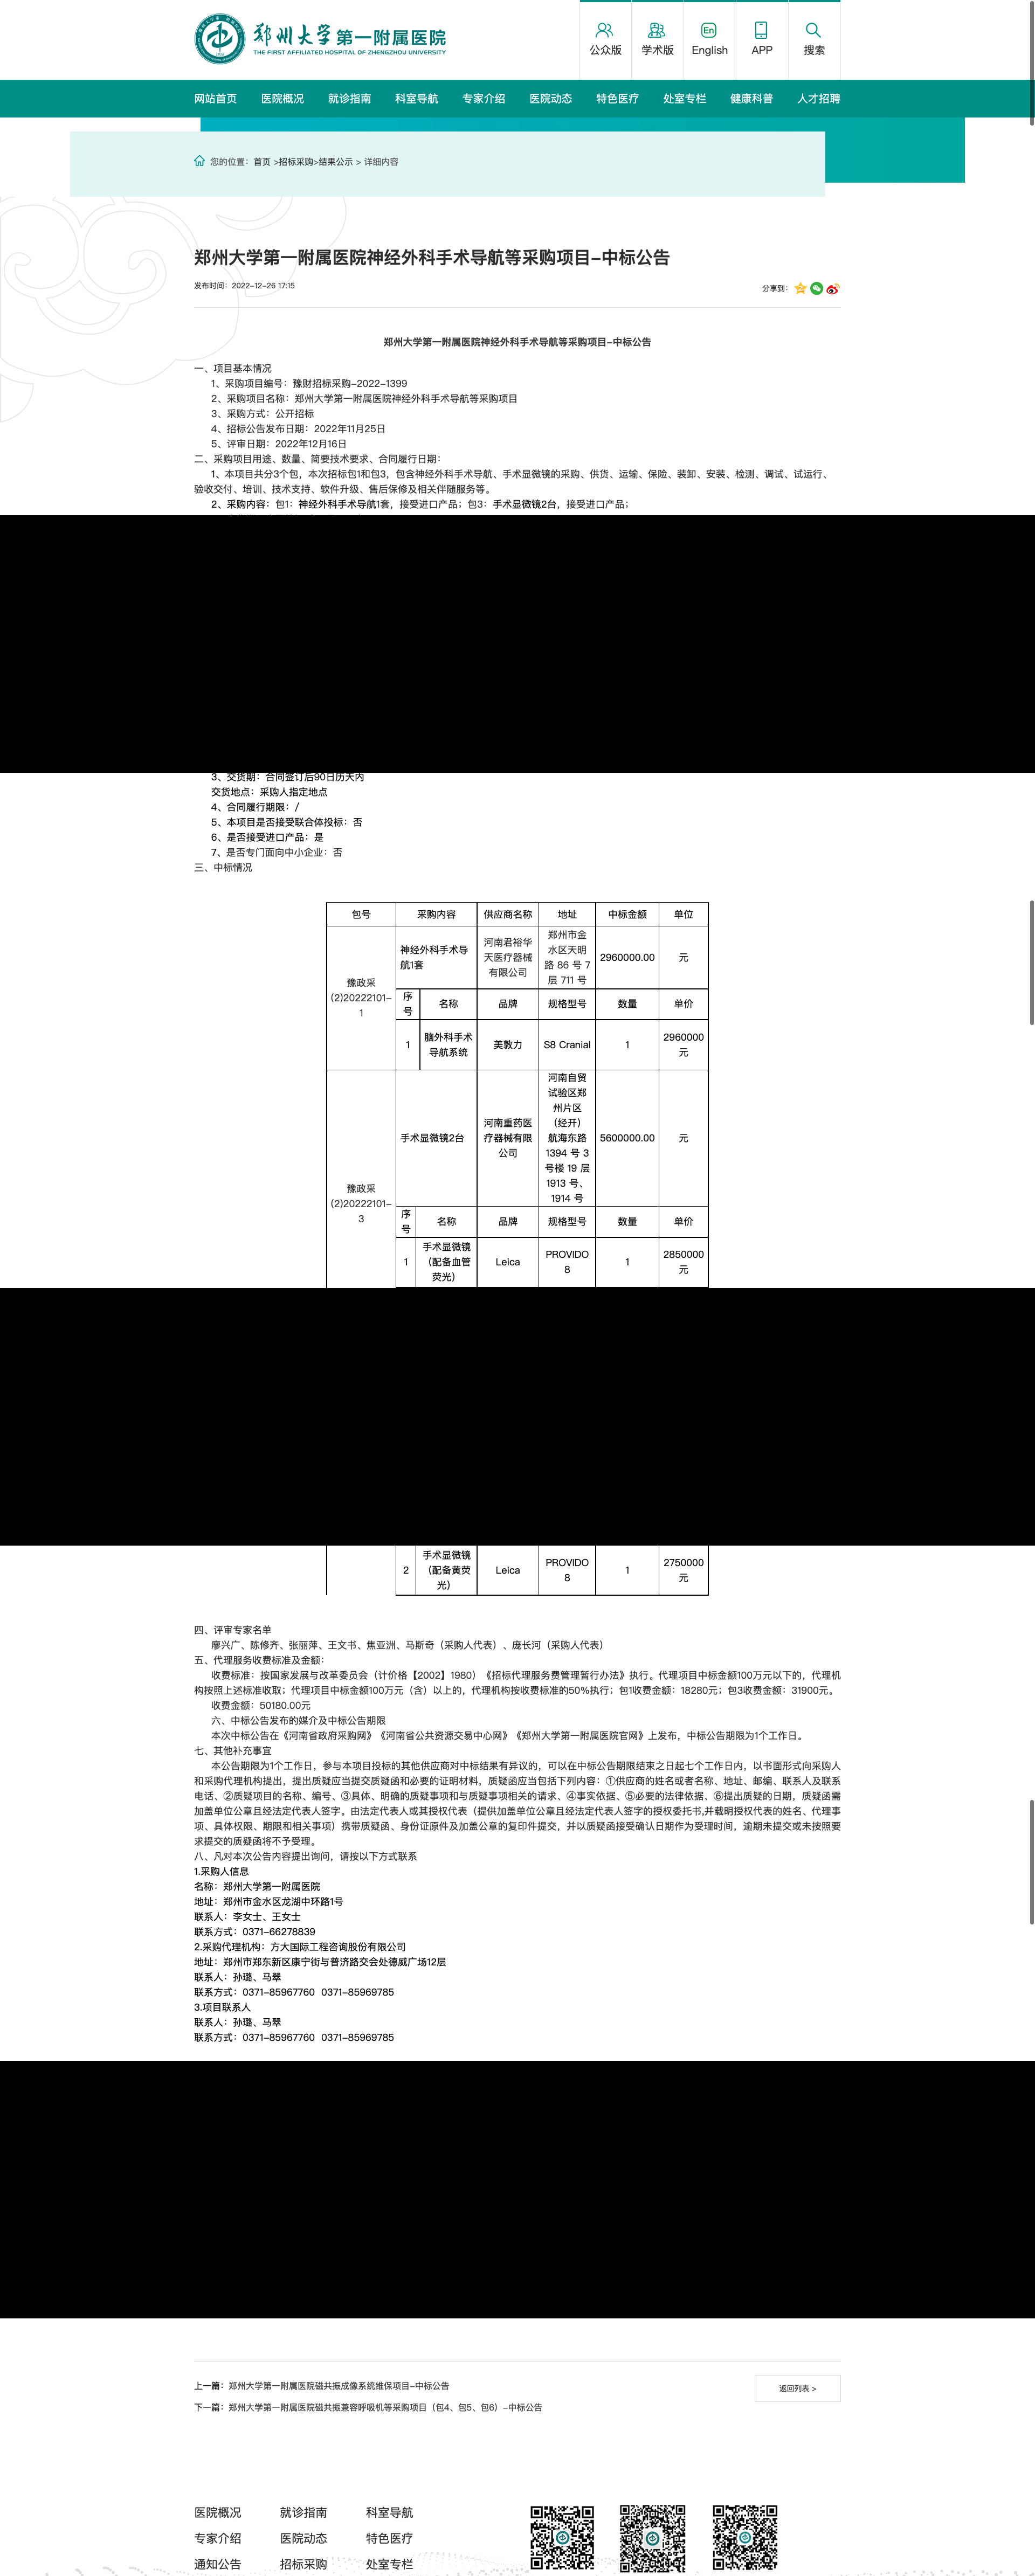 郑州大学第一附属医院
THE FIRST AFFILIATED HOSPITAL OF ZHENGZHOU UNIVERSITY
公众版
学术版
En
English
APP
搜索
网站首页 医院概况 就诊指南 科室导航 专家介绍 医院动态 特色医疗 处室专栏 健康科普 人才招聘
您的位置：首页 >招标采购>结果公示 > 详细内容
郑州大学第一附属医院神经外科手术导航等采购项目-中标公告
发布时间：2022-12-26 17:15
分享到：
郑州大学第一附属医院神经外科手术导航等采购项目-中标公告
一、项目基本情况
1、采购项目编号：豫财招标采购-2022-1399
2、采购项目名称：郑州大学第一附属医院神经外科手术导航等采购项目
3、采购方式：公开招标
4、招标公告发布日期：2022年11月25日
5、评审日期：2022年12月16日
二、采购项目用途、数量、简要技术要求、合同履行日期：
1、本项目共分3个包，本次招标包1和包3，包含神经外科手术导航、手术显微镜的采购、供货、运输、保险、装卸、安装、检测、调试、试运行、
验收交付、培训、技术支持、软件升级、售后保修及相关伴随服务等。
2、采购内容：包1：神经外科手术导航1套，接受进口产品；包3：手术显微镜2台，接受进口产品；
3、交货期：合同签订后90日历天内
交货地点：采购人指定地点
4、合同履行期限：/
5、本项目是否接受联合体投标：否
6、是否接受进口产品：是
7、是否专门面向中小企业：否
三、中标情况
包号 采购内容 供应商名称 地址 中标金额 单位
豫政采
(2)20222101-
1
神经外科手术导
航1套
河南君裕华
天医疗器械
有限公司
郑州市金
水区天明
路 86 号 7
层 711 号
2960000.00
元
序
号
名称 品牌 规格型号 数量 单价
1
脑外科手术
导航系统
美敦力
S8 Cranial
1
2960000
元
豫政采
(2)20222101-
3
手术显微镜2台
河南重药医
疗器械有限
公司
河南自贸
试验区郑
州片区
（经开）
航海东路
1394 号 3
号楼 19 层
1913 号、
1914 号
5600000.00
元
序
号
名称 品牌 规格型号 数量 单价
1
手术显微镜
（配备血管
荧光）
Leica
PROVIDO
8
1
2850000
元
2
手术显微镜
（配备黄荧
光）
Leica
PROVIDO
8
1
2750000
元
四、评审专家名单
廖兴广、陈修齐、张丽萍、王文书、焦亚洲、马斯奇（采购人代表）、庞长河（采购人代表）
五、代理服务收费标准及金额：
收费标准：按国家发展与改革委员会（计价格【2002】1980）《招标代理服务费管理暂行办法》执行。代理项目中标金额100万元以下的，代理机
构按照上述标准收取；代理项目中标金额100万元（含）以上的，代理机构按收费标准的50%执行；包1收费金额：18280元；包3收费金额：31900元。
收费金额：50180.00元
六、中标公告发布的媒介及中标公告期限
本次中标公告在《河南省政府采购网》《河南省公共资源交易中心网》《郑州大学第一附属医院官网》上发布，中标公告期限为1个工作日。
七、其他补充事宜
本公告期限为1个工作日，参与本项目投标的其他供应商对中标结果有异议的，可以在中标公告期限结束之日起七个工作日内，以书面形式向采购人
和采购代理机构提出，提出质疑应当提交质疑函和必要的证明材料，质疑函应当包括下列内容：①供应商的姓名或者名称、地址、邮编、联系人及联系
电话、②质疑项目的名称、编号、③具体、明确的质疑事项和与质疑事项相关的请求、④事实依据、⑤必要的法律依据、⑥提出质疑的日期，质疑函需
加盖单位公章且经法定代表人签字。由法定代表人或其授权代表（提供加盖单位公章且经法定代表人签字的授权委托书,并载明授权代表的姓名、代理事
项、具体权限、期限和相关事项）携带质疑函、身份证原件及加盖公章的复印件提交，并以质疑函接受确认日期作为受理时间，逾期未提交或未按照要
求提交的质疑函将不予受理。
八、凡对本次公告内容提出询问，请按以下方式联系
1.采购人信息
名称：郑州大学第一附属医院
地址：郑州市金水区龙湖中环路1号
联系人：李女士、王女士
联系方式：0371-66278839
2.采购代理机构：方大国际工程咨询股份有限公司
地址：郑州市郑东新区康宁街与普济路交会处德威广场12层
联系人：孙璐、马翠
联系方式：0371-85967760 0371-85969785
3.项目联系人
联系人：孙璐、马翠
联系方式：0371-85967760 0371-85969785
上一篇：郑州大学第一附属医院磁共振成像系统维保项目-中标公告
返回列表 >
下一篇：郑州大学第一附属医院磁共振兼容呼吸机等采购项目（包4、包5、包6）-中标公告
医院概况 就诊指南 科室导航
专家介绍 医院动态 特色医疗
通知公告 招标采购 处室专栏